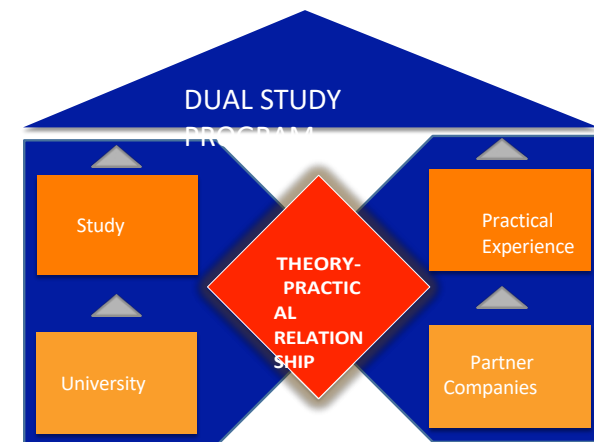 DUAL STUDY
PROGRAM
Study
Practical
Experience
THEORY-
PRACTIC
AL
RELATION
SHIP
University
Partner
Companies